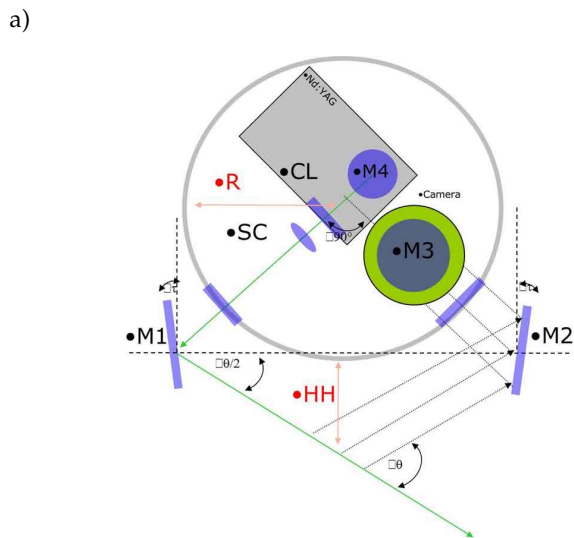 a)
•Nd:YAG
•R
•CL
•M4
•Camera
•SC
□90°
•M3
□τ
□τ
•M1
•M2
□θ/2
•HH
□θ